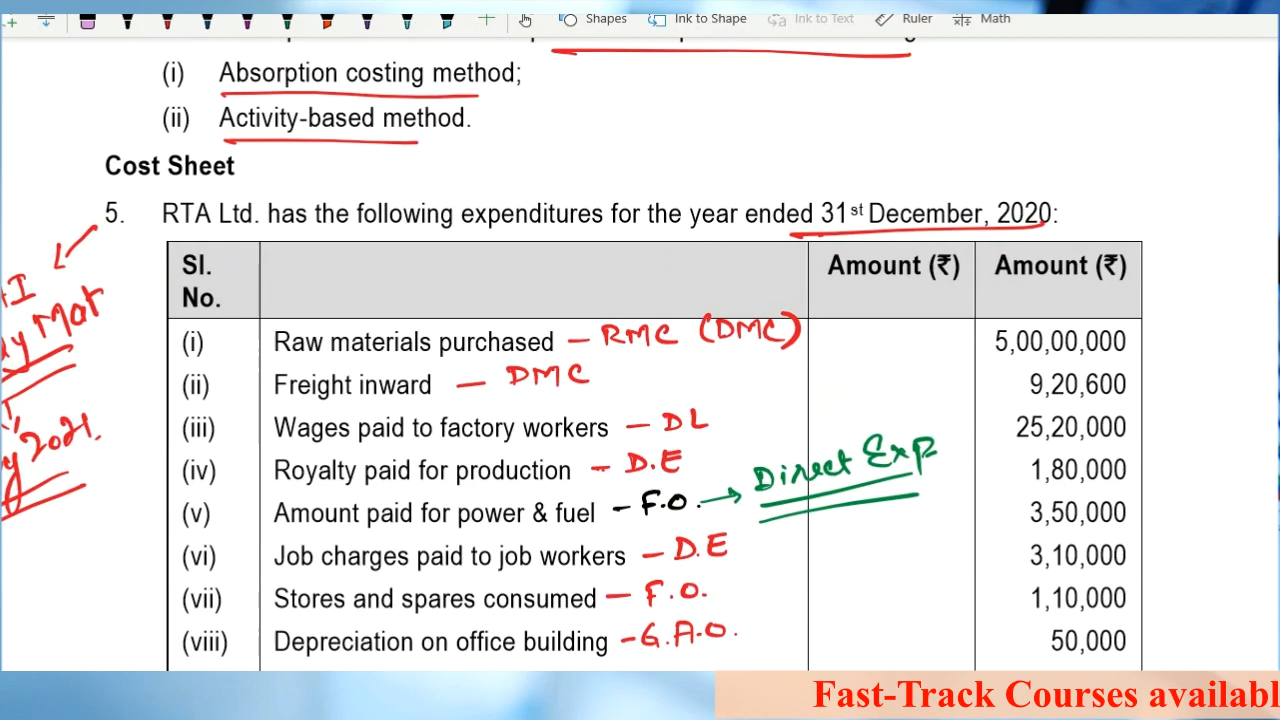 Shapes Ink to Shape Ink to Text Ruler Math
(i) Absorption costing method;
(ii) Activity-based method.
Cost Sheet
5. RTA Ltd. has the following expenditures for the year ended 31st December, 2020:
Sl. No. Amount (₹) Amount (₹)
(i) Raw materials purchased – RMC (DMC) 5,00,00,000
(ii) Freight inward – DMC 9,20,600
(iii) Wages paid to factory workers – DL 25,20,000
(iv) Royalty paid for production – D.E 1,80,000
(v) Amount paid for power & fuel – F.O. → Direct Exp 3,50,000
(vi) Job charges paid to job workers – D.E 3,10,000
(vii) Stores and spares consumed – F.O. 1,10,000
(viii) Depreciation on office building – G.A.O. 50,000
Mat
2021.
Fast-Track Courses availabl